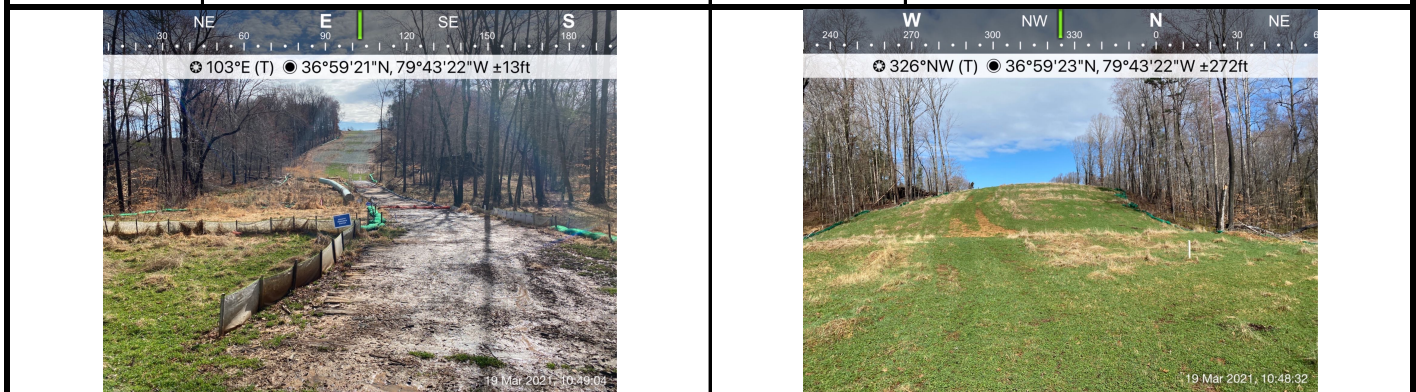 NE E SE S
30 60 90 120 150 180
103°E (T) 36°59'21"N, 79°43'22"W ±13ft
19 Mar 2021, 10:49:04
W NW N NE
240 270 300 330 0 30 6
326°NW (T) 36°59'23"N, 79°43'22"W ±272ft
19 Mar 2021, 10:48:32